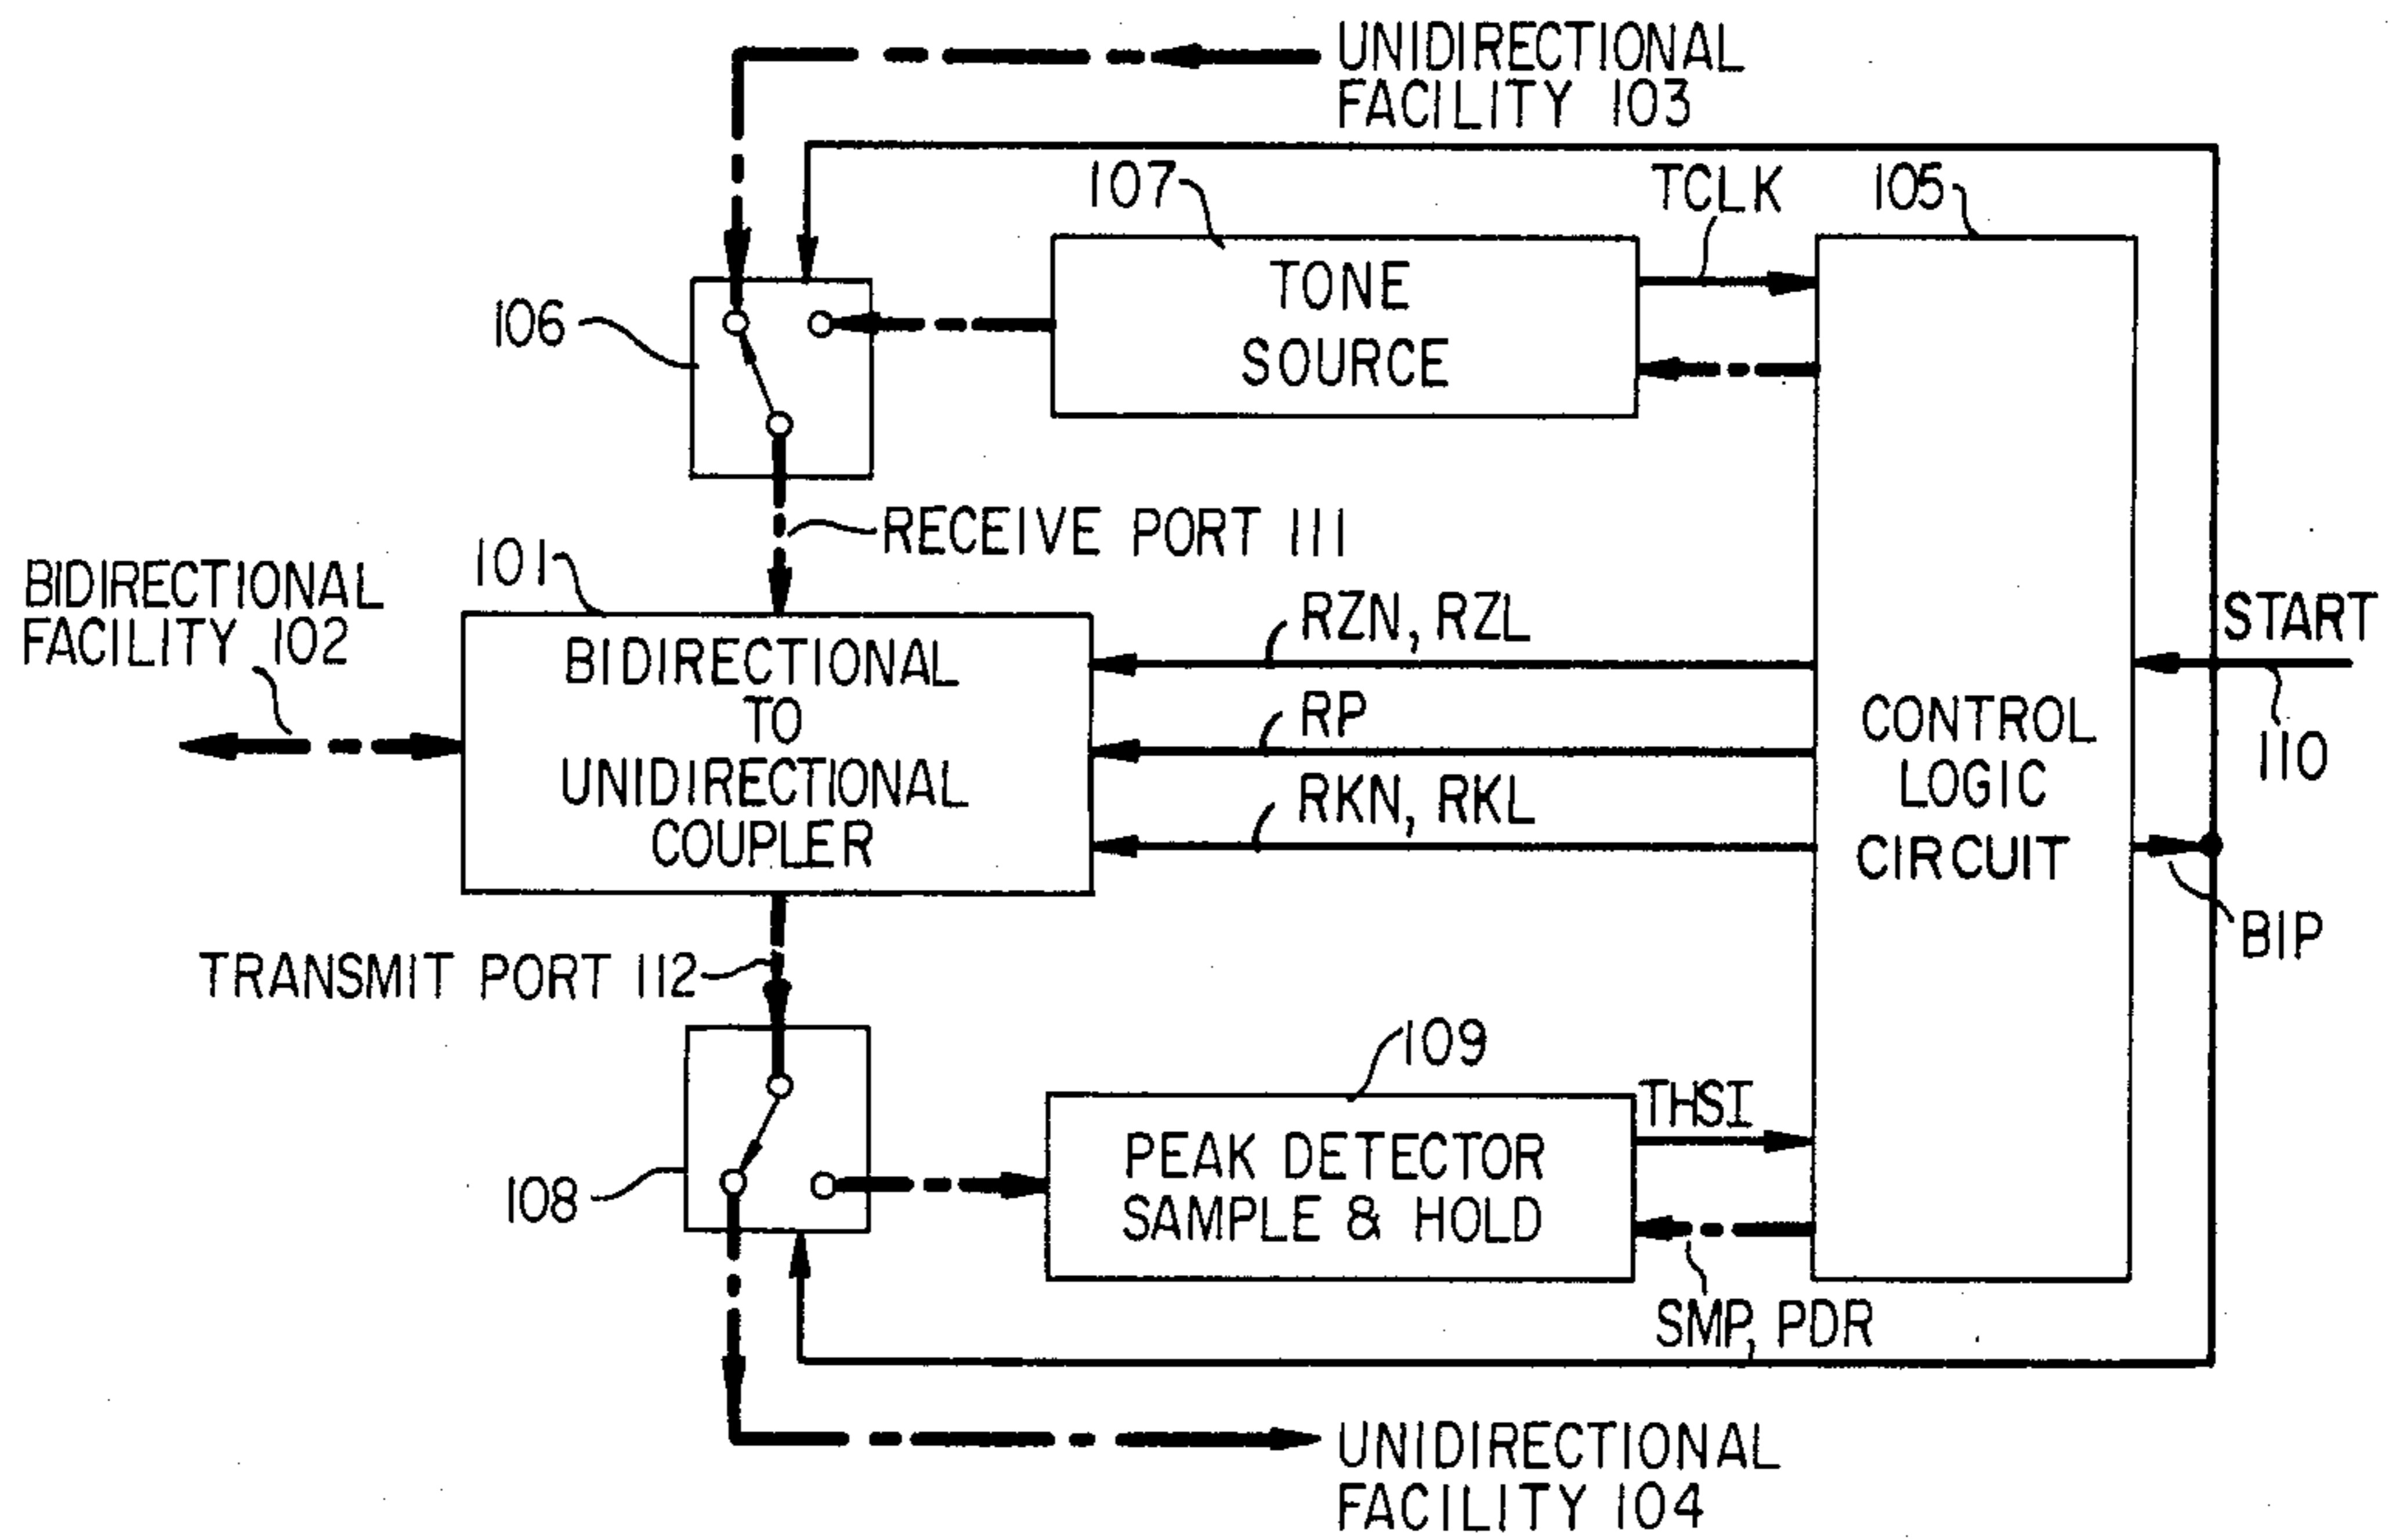 UNIDIRECTIONAL
FACILITY 103
107
TCLK
105
TONE
SOURCE
106
RECEIVE PORT 111
101
BIDIRECTIONAL
FACILITY 102
BIDIRECTIONAL
TO
UNIDIRECTIONAL
COUPLER
RZN, RZL
RP
RKN, RKL
START
110
CONTROL
LOGIC
CIRCUIT
BIP
TRANSMIT PORT 112
109
THSI
108
PEAK DETECTOR
SAMPLE & HOLD
SMP, PDR
UNIDIRECTIONAL
FACILITY 104